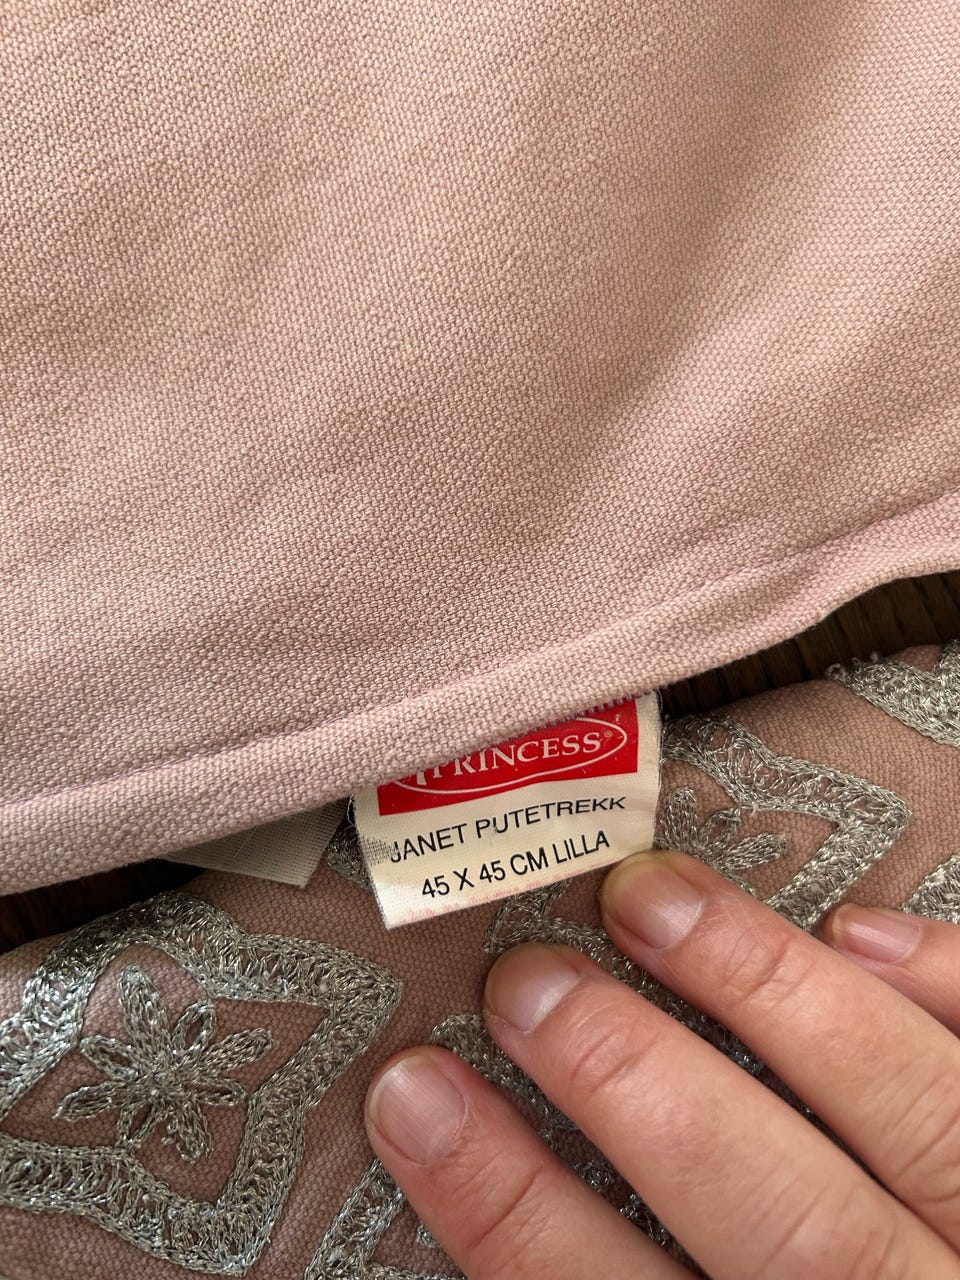 PRINCESS®
JANET PUTETREKK
45 X 45 CM LILLA